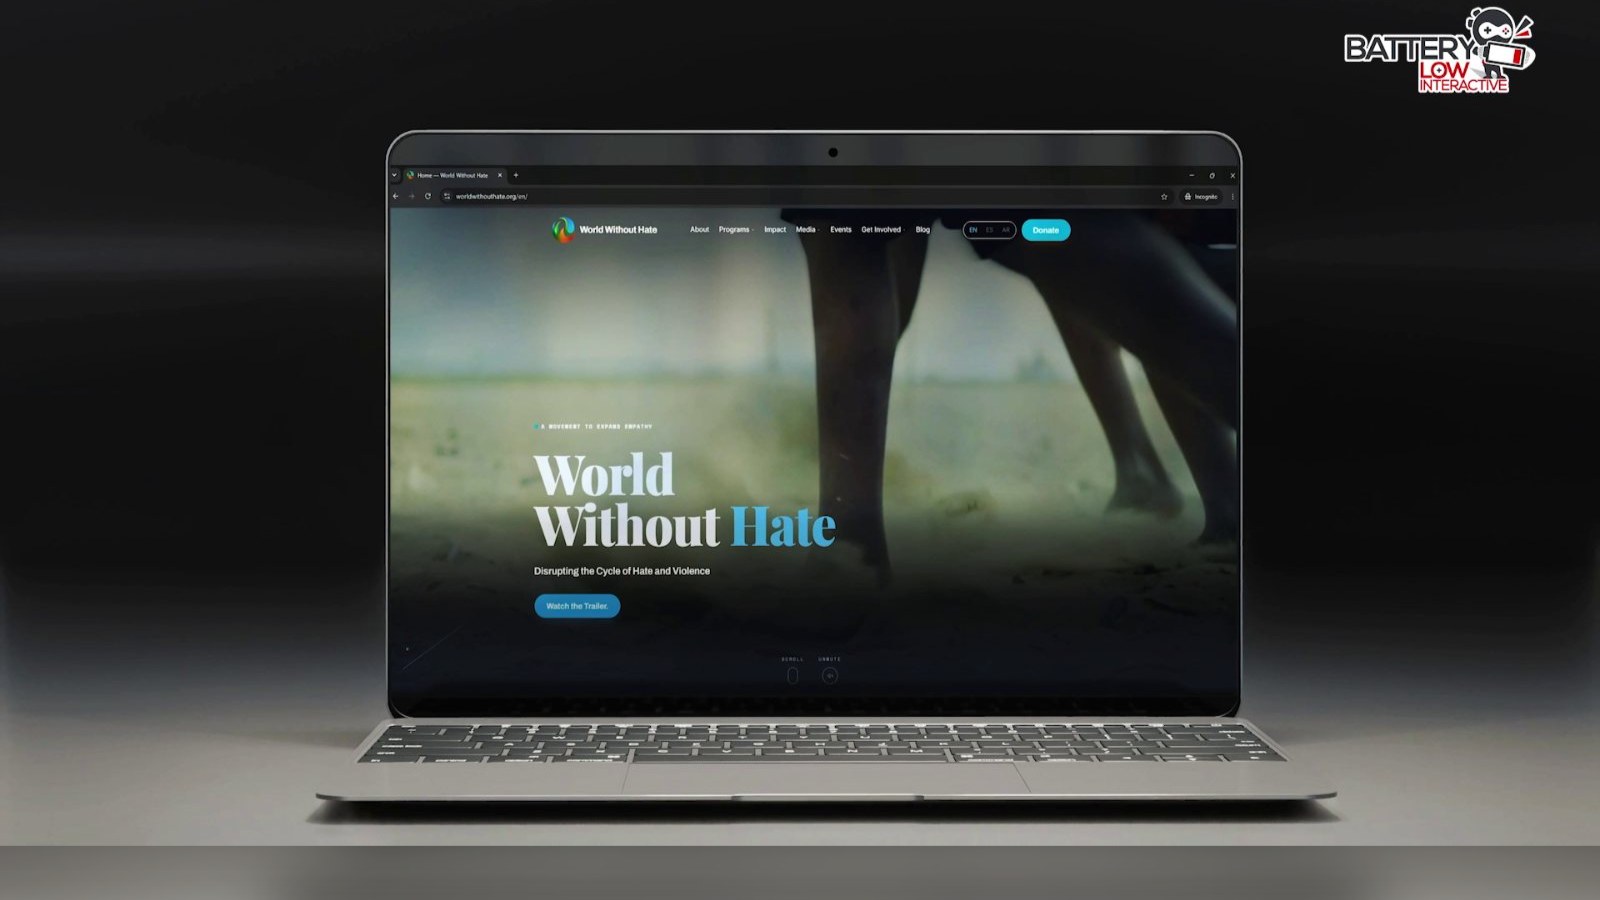 BATTERY
LOW
INTERACTIVE
Home — World Without Hate
worldwithouthate.org/en/
Incognito
World Without Hate
About
Programs
Impact
Media
Events
Get Involved
Blog
EN
ES
AR
Donate
A MOVEMENT TO EXPAND EMPATHY
World
Without Hate
Disrupting the Cycle of Hate and Violence
Watch the Trailer.
SCROLL
UNMUTE